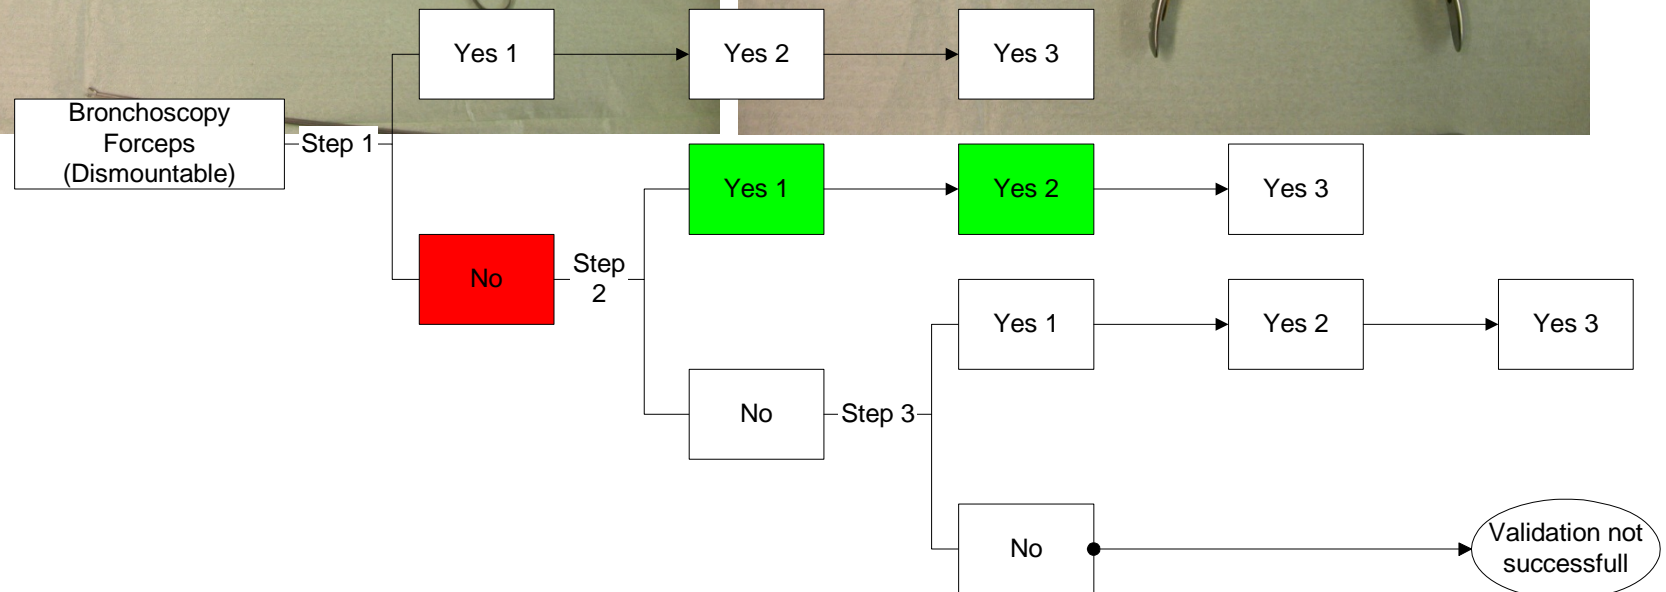 Yes 1
Yes 2
Yes 3
Bronchoscopy
Forceps
(Dismountable)
Step 1
Yes 1
Yes 2
Yes 3
No
Step
2
Yes 1
Yes 2
Yes 3
No
Step 3
No
Validation not
successfull